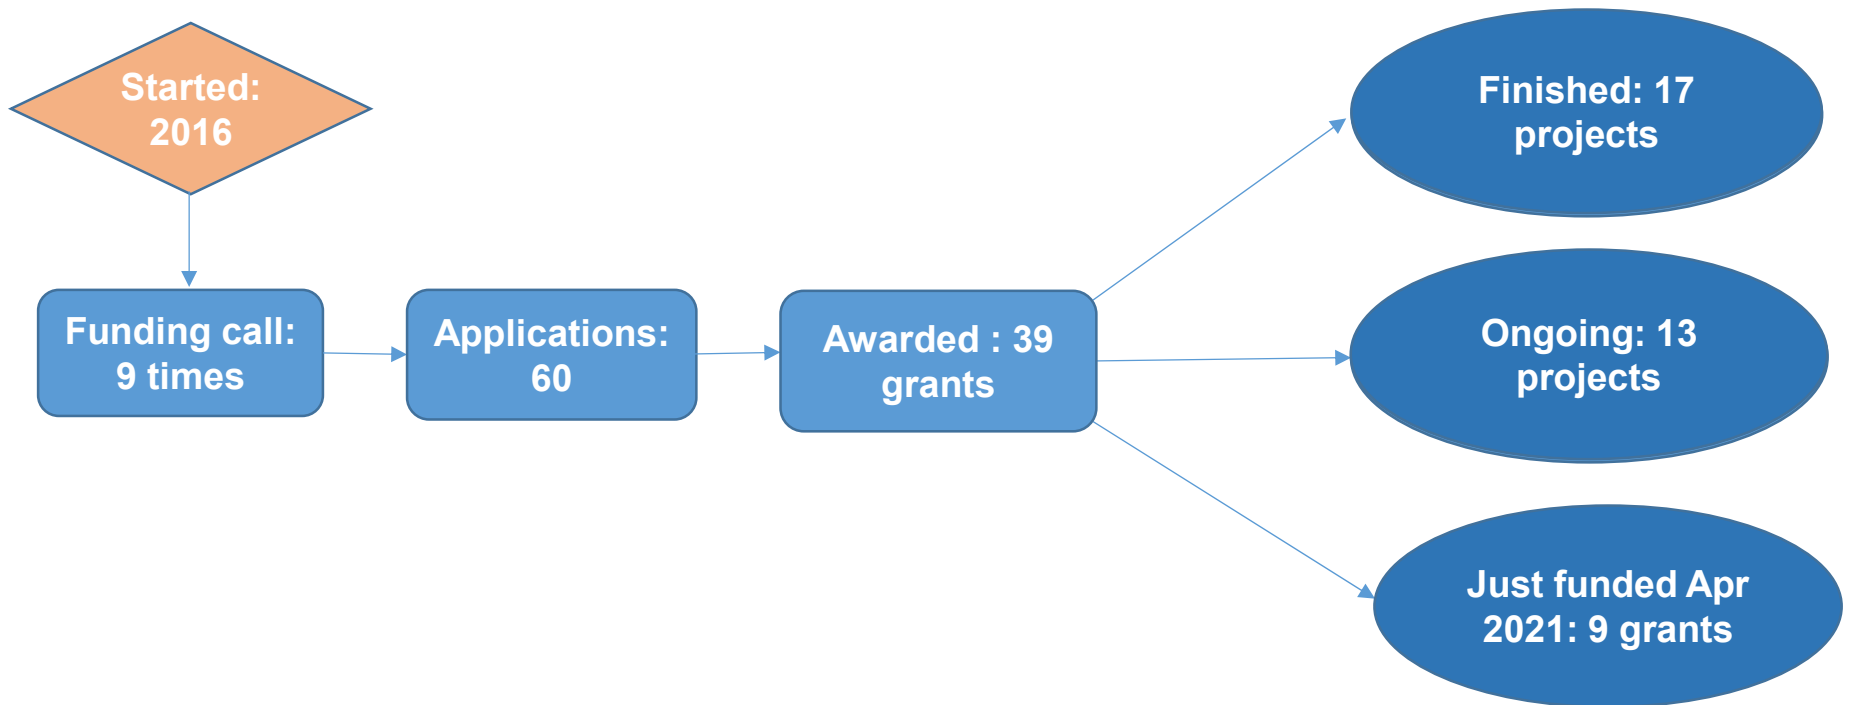 Started:
2016
Funding call:
9 times
Applications:
60
Awarded : 39
grants
Finished: 17
projects
Ongoing: 13
projects
Just funded Apr
2021: 9 grants